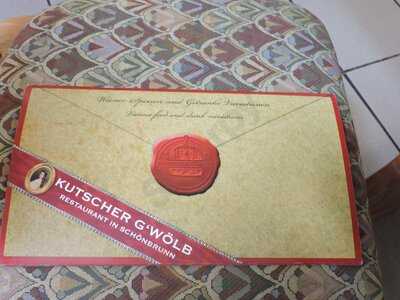 Wiener Speisen und Getränke Variationen
Vienna food and drink variations
KUTSCHER G'WÖLB
RESTAURANT IN SCHÖNBRUNN